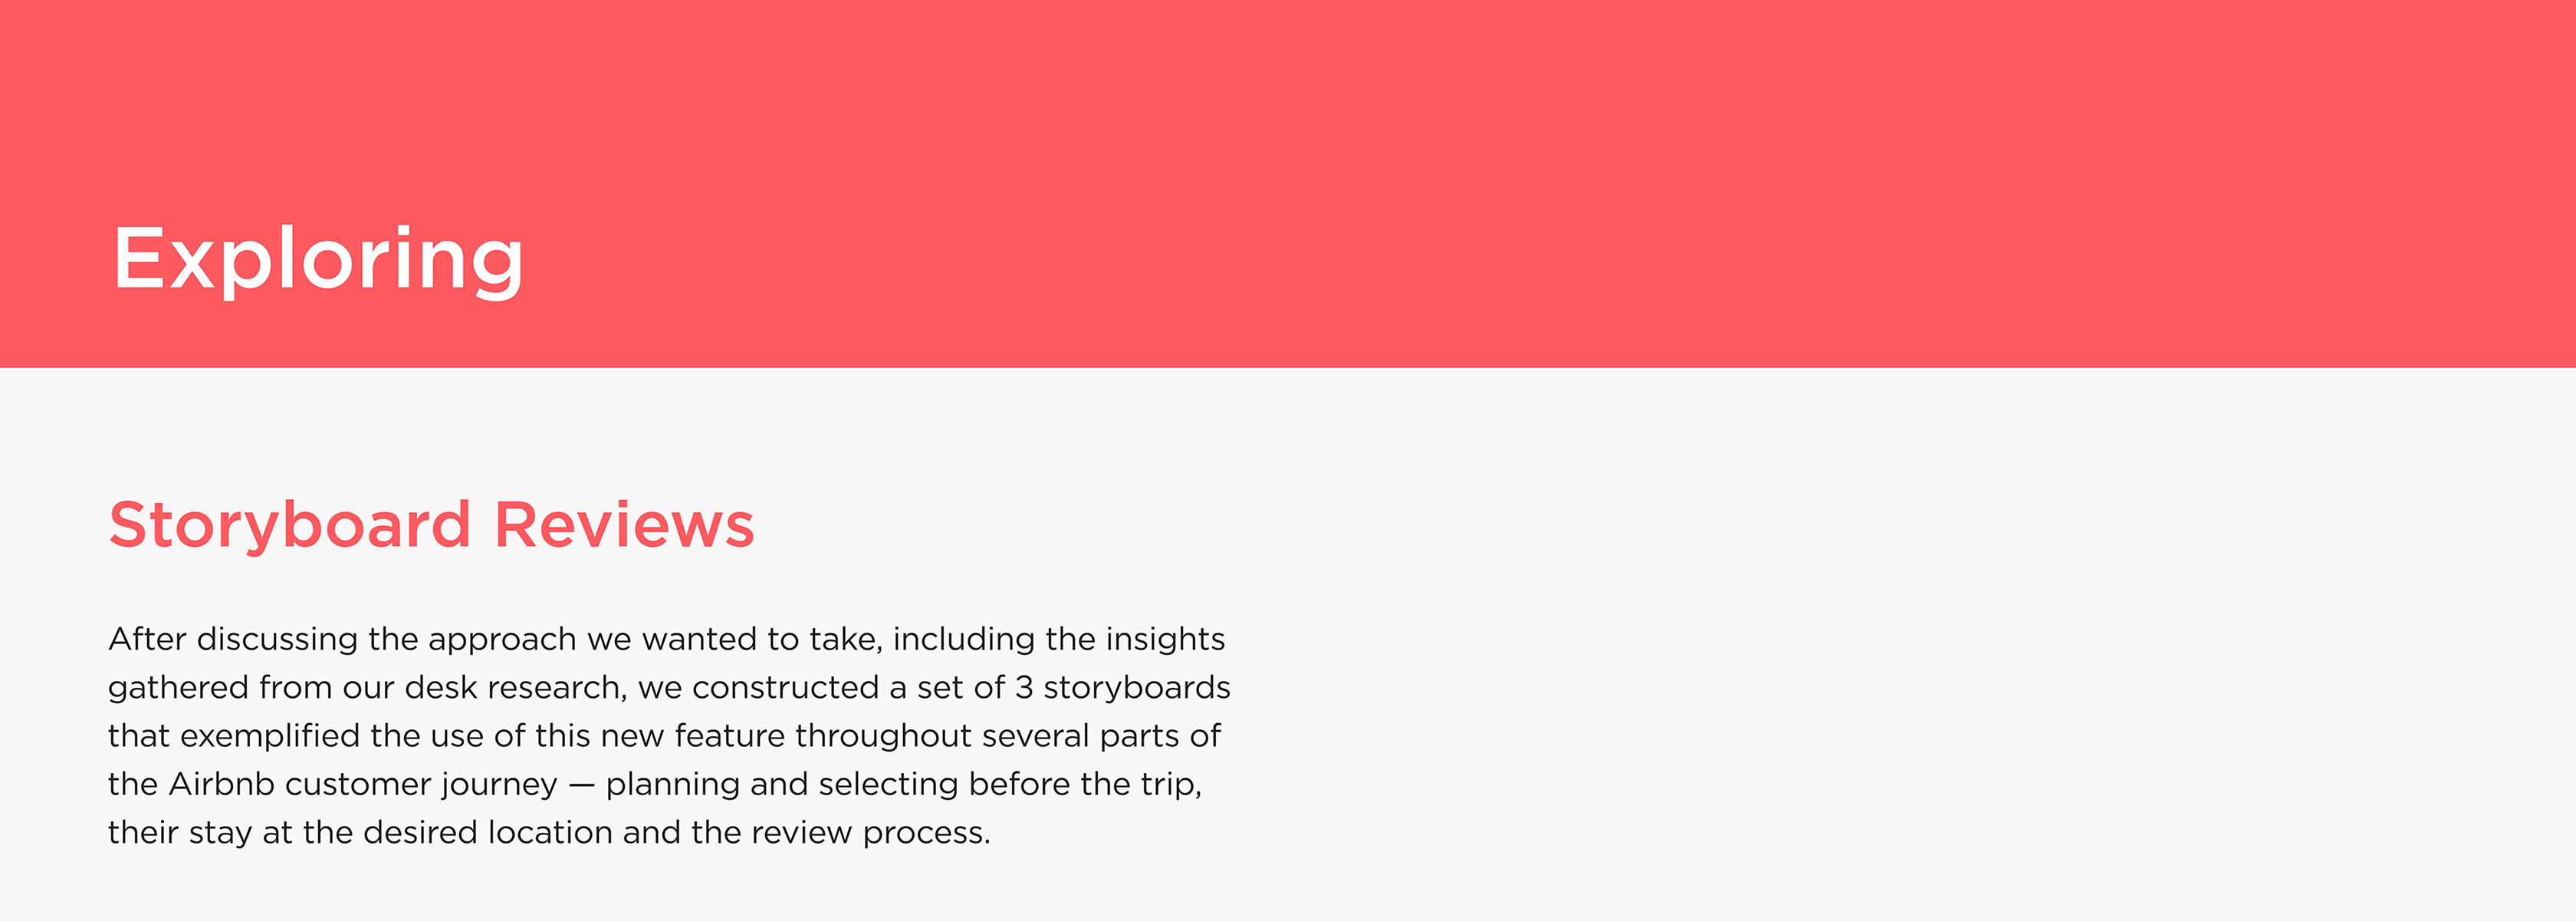 Exploring
Storyboard Reviews
After discussing the approach we wanted to take, including the insights
gathered from our desk research, we constructed a set of 3 storyboards
that exemplified the use of this new feature throughout several parts of
the Airbnb customer journey — planning and selecting before the trip,
their stay at the desired location and the review process.